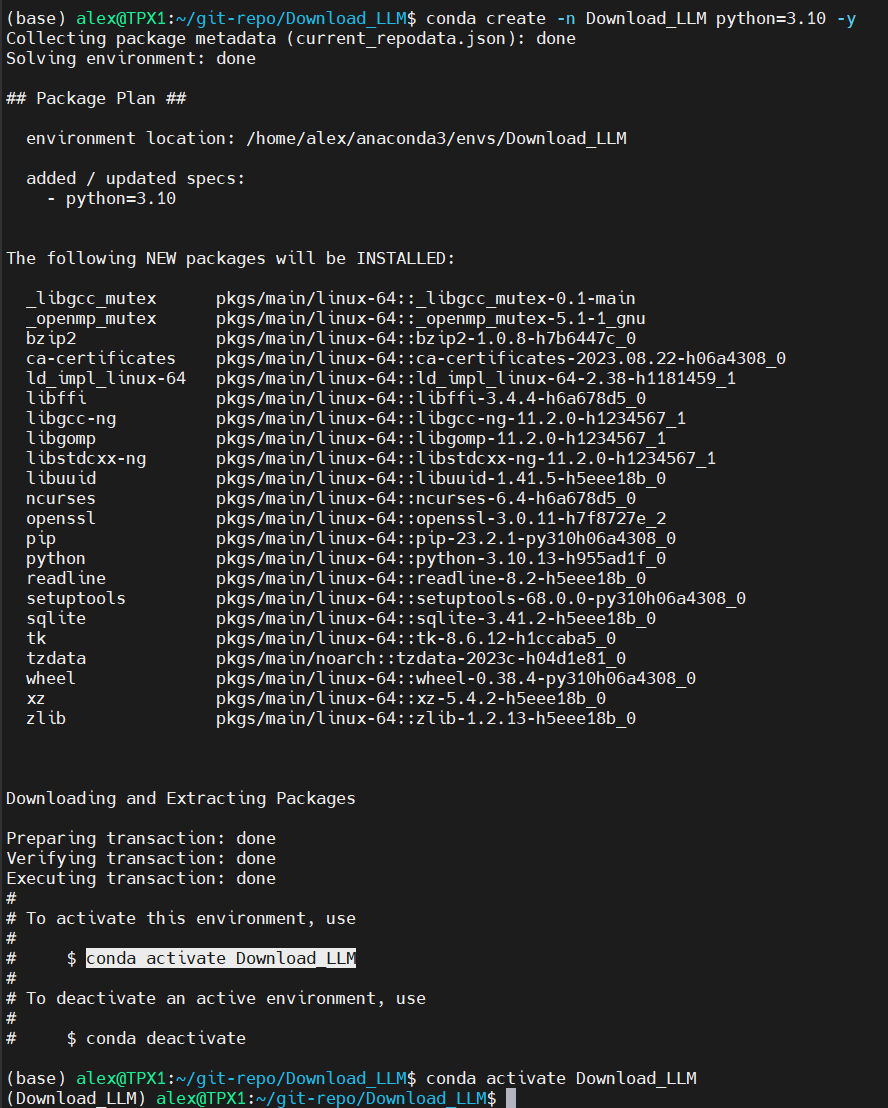 (base) alex@TPX1:~/git-repo/Download_LLM$ conda create -n Download_LLM python=3.10 -y
Collecting package metadata (current_repodata.json): done
Solving environment: done
## Package Plan ##
environment location: /home/alex/anaconda3/envs/Download_LLM
added / updated specs:
- python=3.10
The following NEW packages will be INSTALLED:
_libgcc_mutex pkgs/main/linux-64::_libgcc_mutex-0.1-main
_openmp_mutex pkgs/main/linux-64::_openmp_mutex-5.1-1_gnu
bzip2 pkgs/main/linux-64::bzip2-1.0.8-h7b6447c_0
ca-certificates pkgs/main/linux-64::ca-certificates-2023.08.22-h06a4308_0
ld_impl_linux-64 pkgs/main/linux-64::ld_impl_linux-64-2.38-h1181459_1
libffi pkgs/main/linux-64::libffi-3.4.4-h6a678d5_0
libgcc-ng pkgs/main/linux-64::libgcc-ng-11.2.0-h1234567_1
libgomp pkgs/main/linux-64::libgomp-11.2.0-h1234567_1
libstdcxx-ng pkgs/main/linux-64::libstdcxx-ng-11.2.0-h1234567_1
libuuid pkgs/main/linux-64::libuuid-1.41.5-h5eee18b_0
ncurses pkgs/main/linux-64::ncurses-6.4-h6a678d5_0
openssl pkgs/main/linux-64::openssl-3.0.11-h7f8727e_2
pip pkgs/main/linux-64::pip-23.2.1-py310h06a4308_0
python pkgs/main/linux-64::python-3.10.13-h955ad1f_0
readline pkgs/main/linux-64::readline-8.2-h5eee18b_0
setuptools pkgs/main/linux-64::setuptools-68.0.0-py310h06a4308_0
sqlite pkgs/main/linux-64::sqlite-3.41.2-h5eee18b_0
tk pkgs/main/linux-64::tk-8.6.12-h1ccaba5_0
tzdata pkgs/main/noarch::tzdata-2023c-h04d1e81_0
wheel pkgs/main/linux-64::wheel-0.38.4-py310h06a4308_0
xz pkgs/main/linux-64::xz-5.4.2-h5eee18b_0
zlib pkgs/main/linux-64::zlib-1.2.13-h5eee18b_0
Downloading and Extracting Packages
Preparing transaction: done
Verifying transaction: done
Executing transaction: done
#
# To activate this environment, use
#
# $ conda activate Download_LLM
#
# To deactivate an active environment, use
#
# $ conda deactivate
(base) alex@TPX1:~/git-repo/Download_LLM$ conda activate Download_LLM
(Download_LLM) alex@TPX1:~/git-repo/Download_LLM$